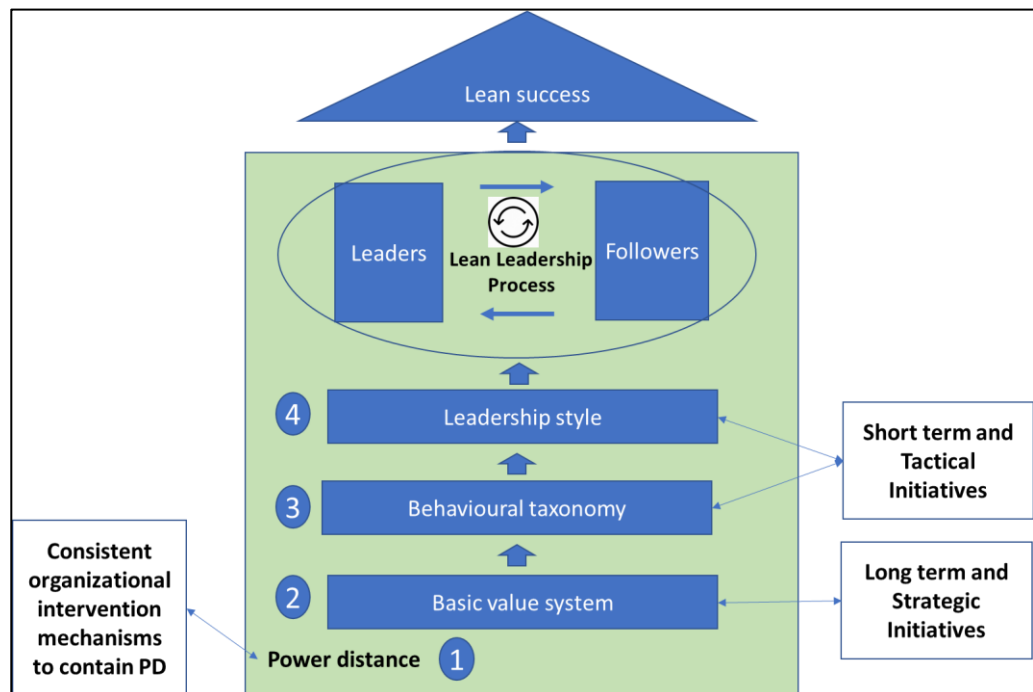 Lean success
Leaders
Lean Leadership
Process
Followers
4
Leadership style
3
Behavioural taxonomy
2
Basic value system
Power distance
1
Short term and
Tactical
Initiatives
Long term and
Strategic
Initiatives
Consistent
organizational
intervention
mechanisms
to contain PD